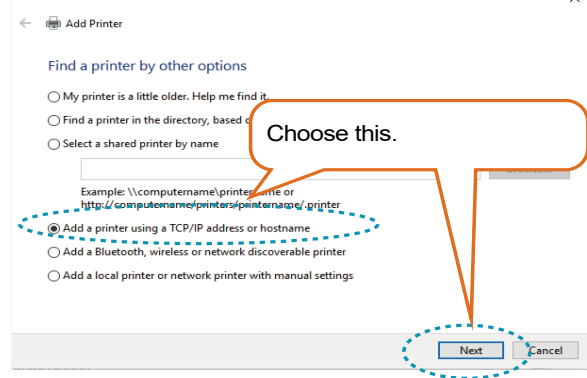 Add Printer
Find a printer by other options
My printer is a little older. Help me find it.
Find a printer in the directory, based
Select a shared printer by name
Choose this.
Example: \\computername\printername or
http://computername/printers/printername/.printer
Add a printer using a TCP/IP address or hostname
Add a Bluetooth, wireless or network discoverable printer
Add a local printer or network printer with manual settings
Next Cancel